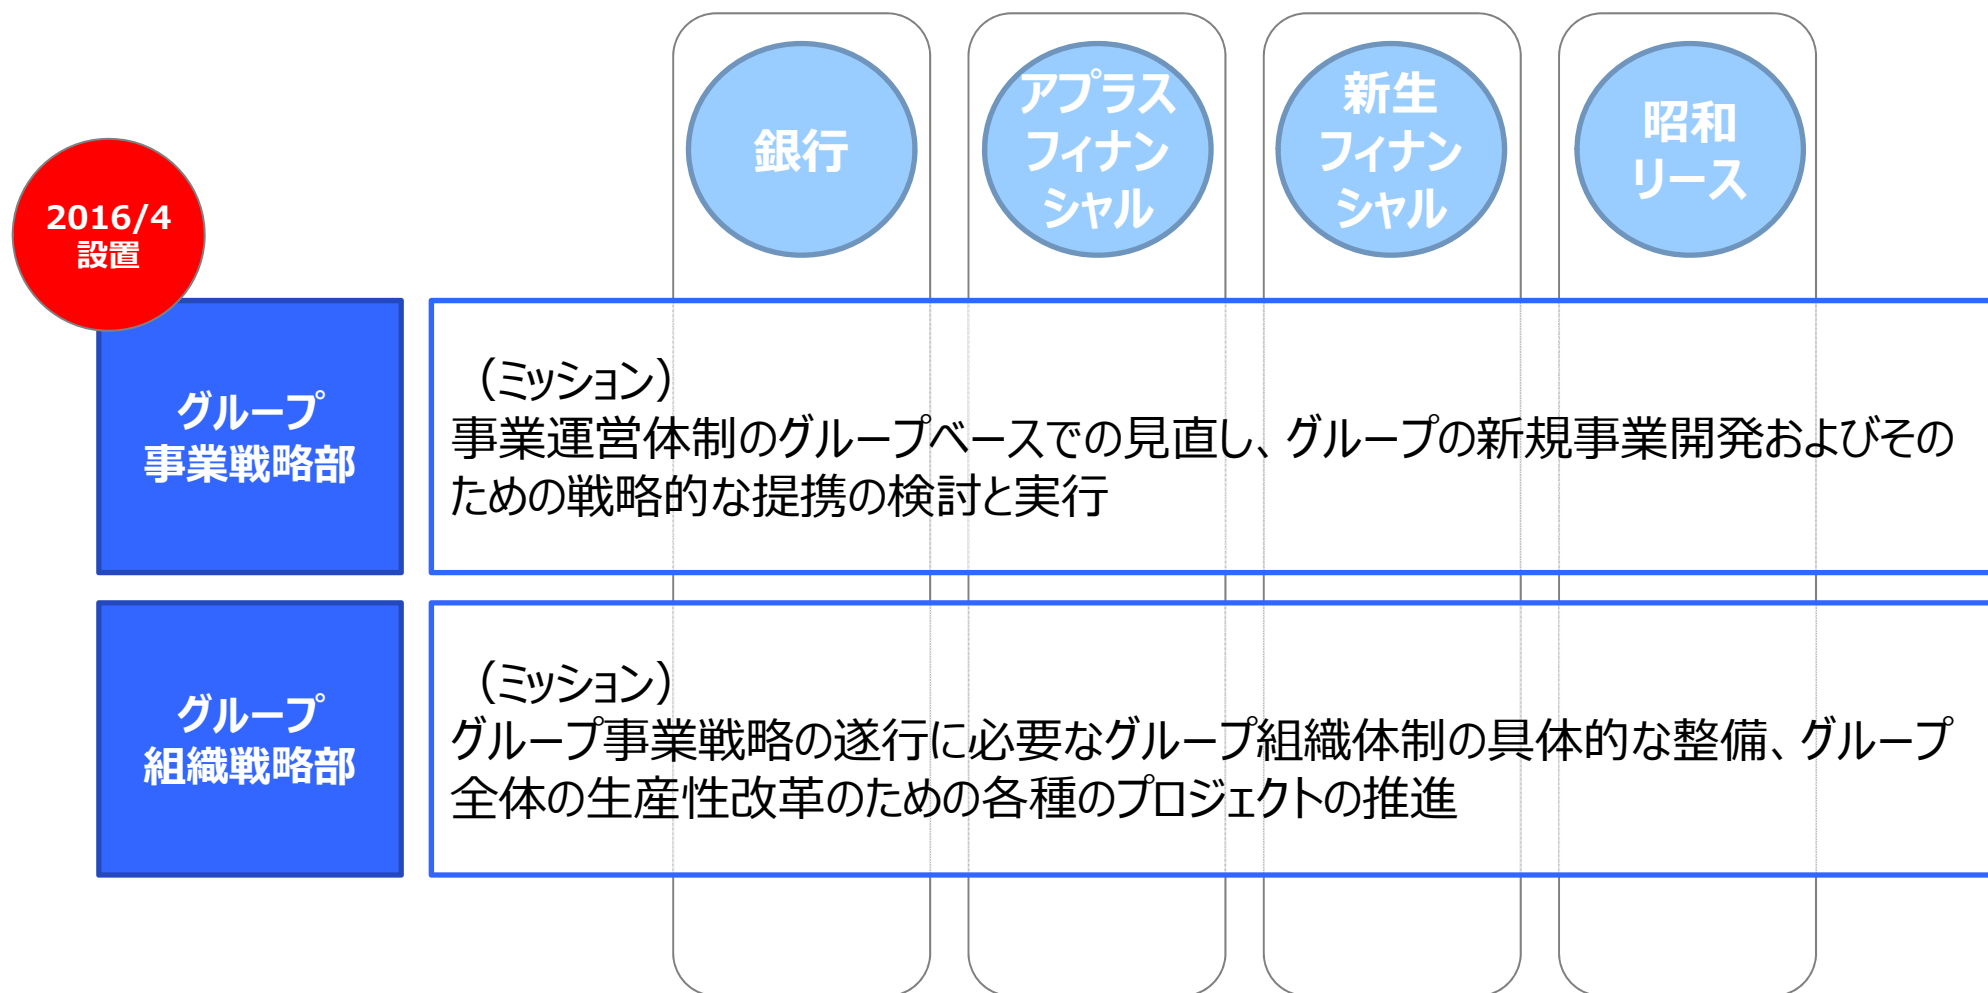 銀行
アプラス
フィナン
シャル
新生
フィナン
シャル
昭和
リース
2016/4
設置
グループ
事業戦略部
（ミッション）
事業運営体制のグループベースでの見直し、グループの新規事業開発およびその
ための戦略的な提携の検討と実行
グループ
組織戦略部
（ミッション）
グループ事業戦略の遂行に必要なグループ組織体制の具体的な整備、グループ
全体の生産性改革のための各種のプロジェクトの推進